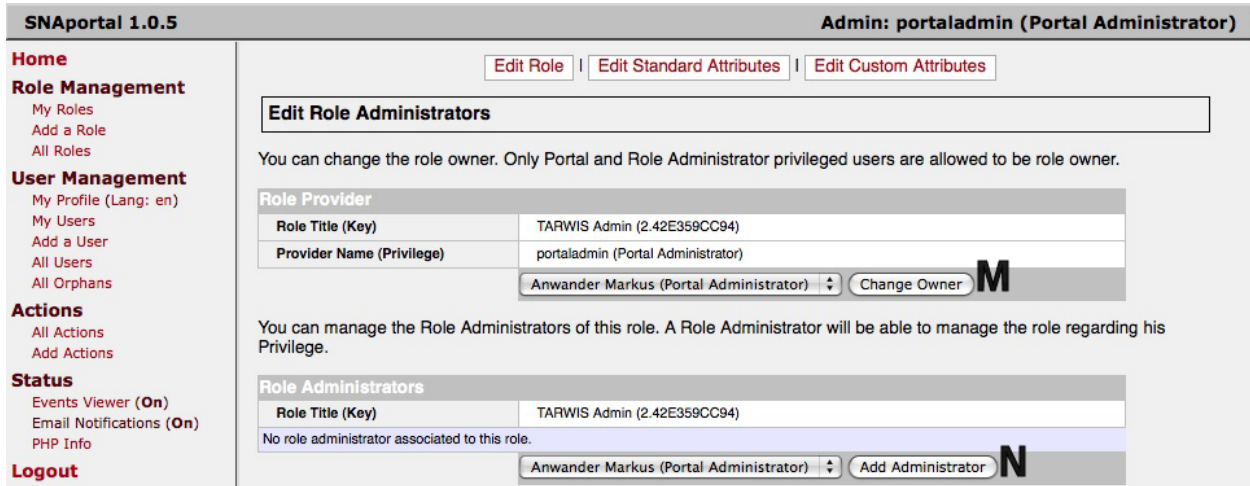 SNAportal 1.0.5
Admin: portaladmin (Portal Administrator)
Home
Role Management
My Roles
Add a Role
All Roles
User Management
My Profile (Lang: en)
My Users
Add a User
All Users
All Orphans
Actions
All Actions
Add Actions
Status
Events Viewer (On)
Email Notifications (On)
PHP Info
Logout
Edit Role | Edit Standard Attributes | Edit Custom Attributes
Edit Role Administrators
You can change the role owner. Only Portal and Role Administrator privileged users are allowed to be role owner.
Role Provider
Role Title (Key) TARWIS Admin (2.42E359CC94)
Provider Name (Privilege) portaladmin (Portal Administrator)
Anwander Markus (Portal Administrator) Change Owner M
You can manage the Role Administrators of this role. A Role Administrator will be able to manage the role regarding his
Privilege.
Role Administrators
Role Title (Key) TARWIS Admin (2.42E359CC94)
No role administrator associated to this role.
Anwander Markus (Portal Administrator) Add Administrator N